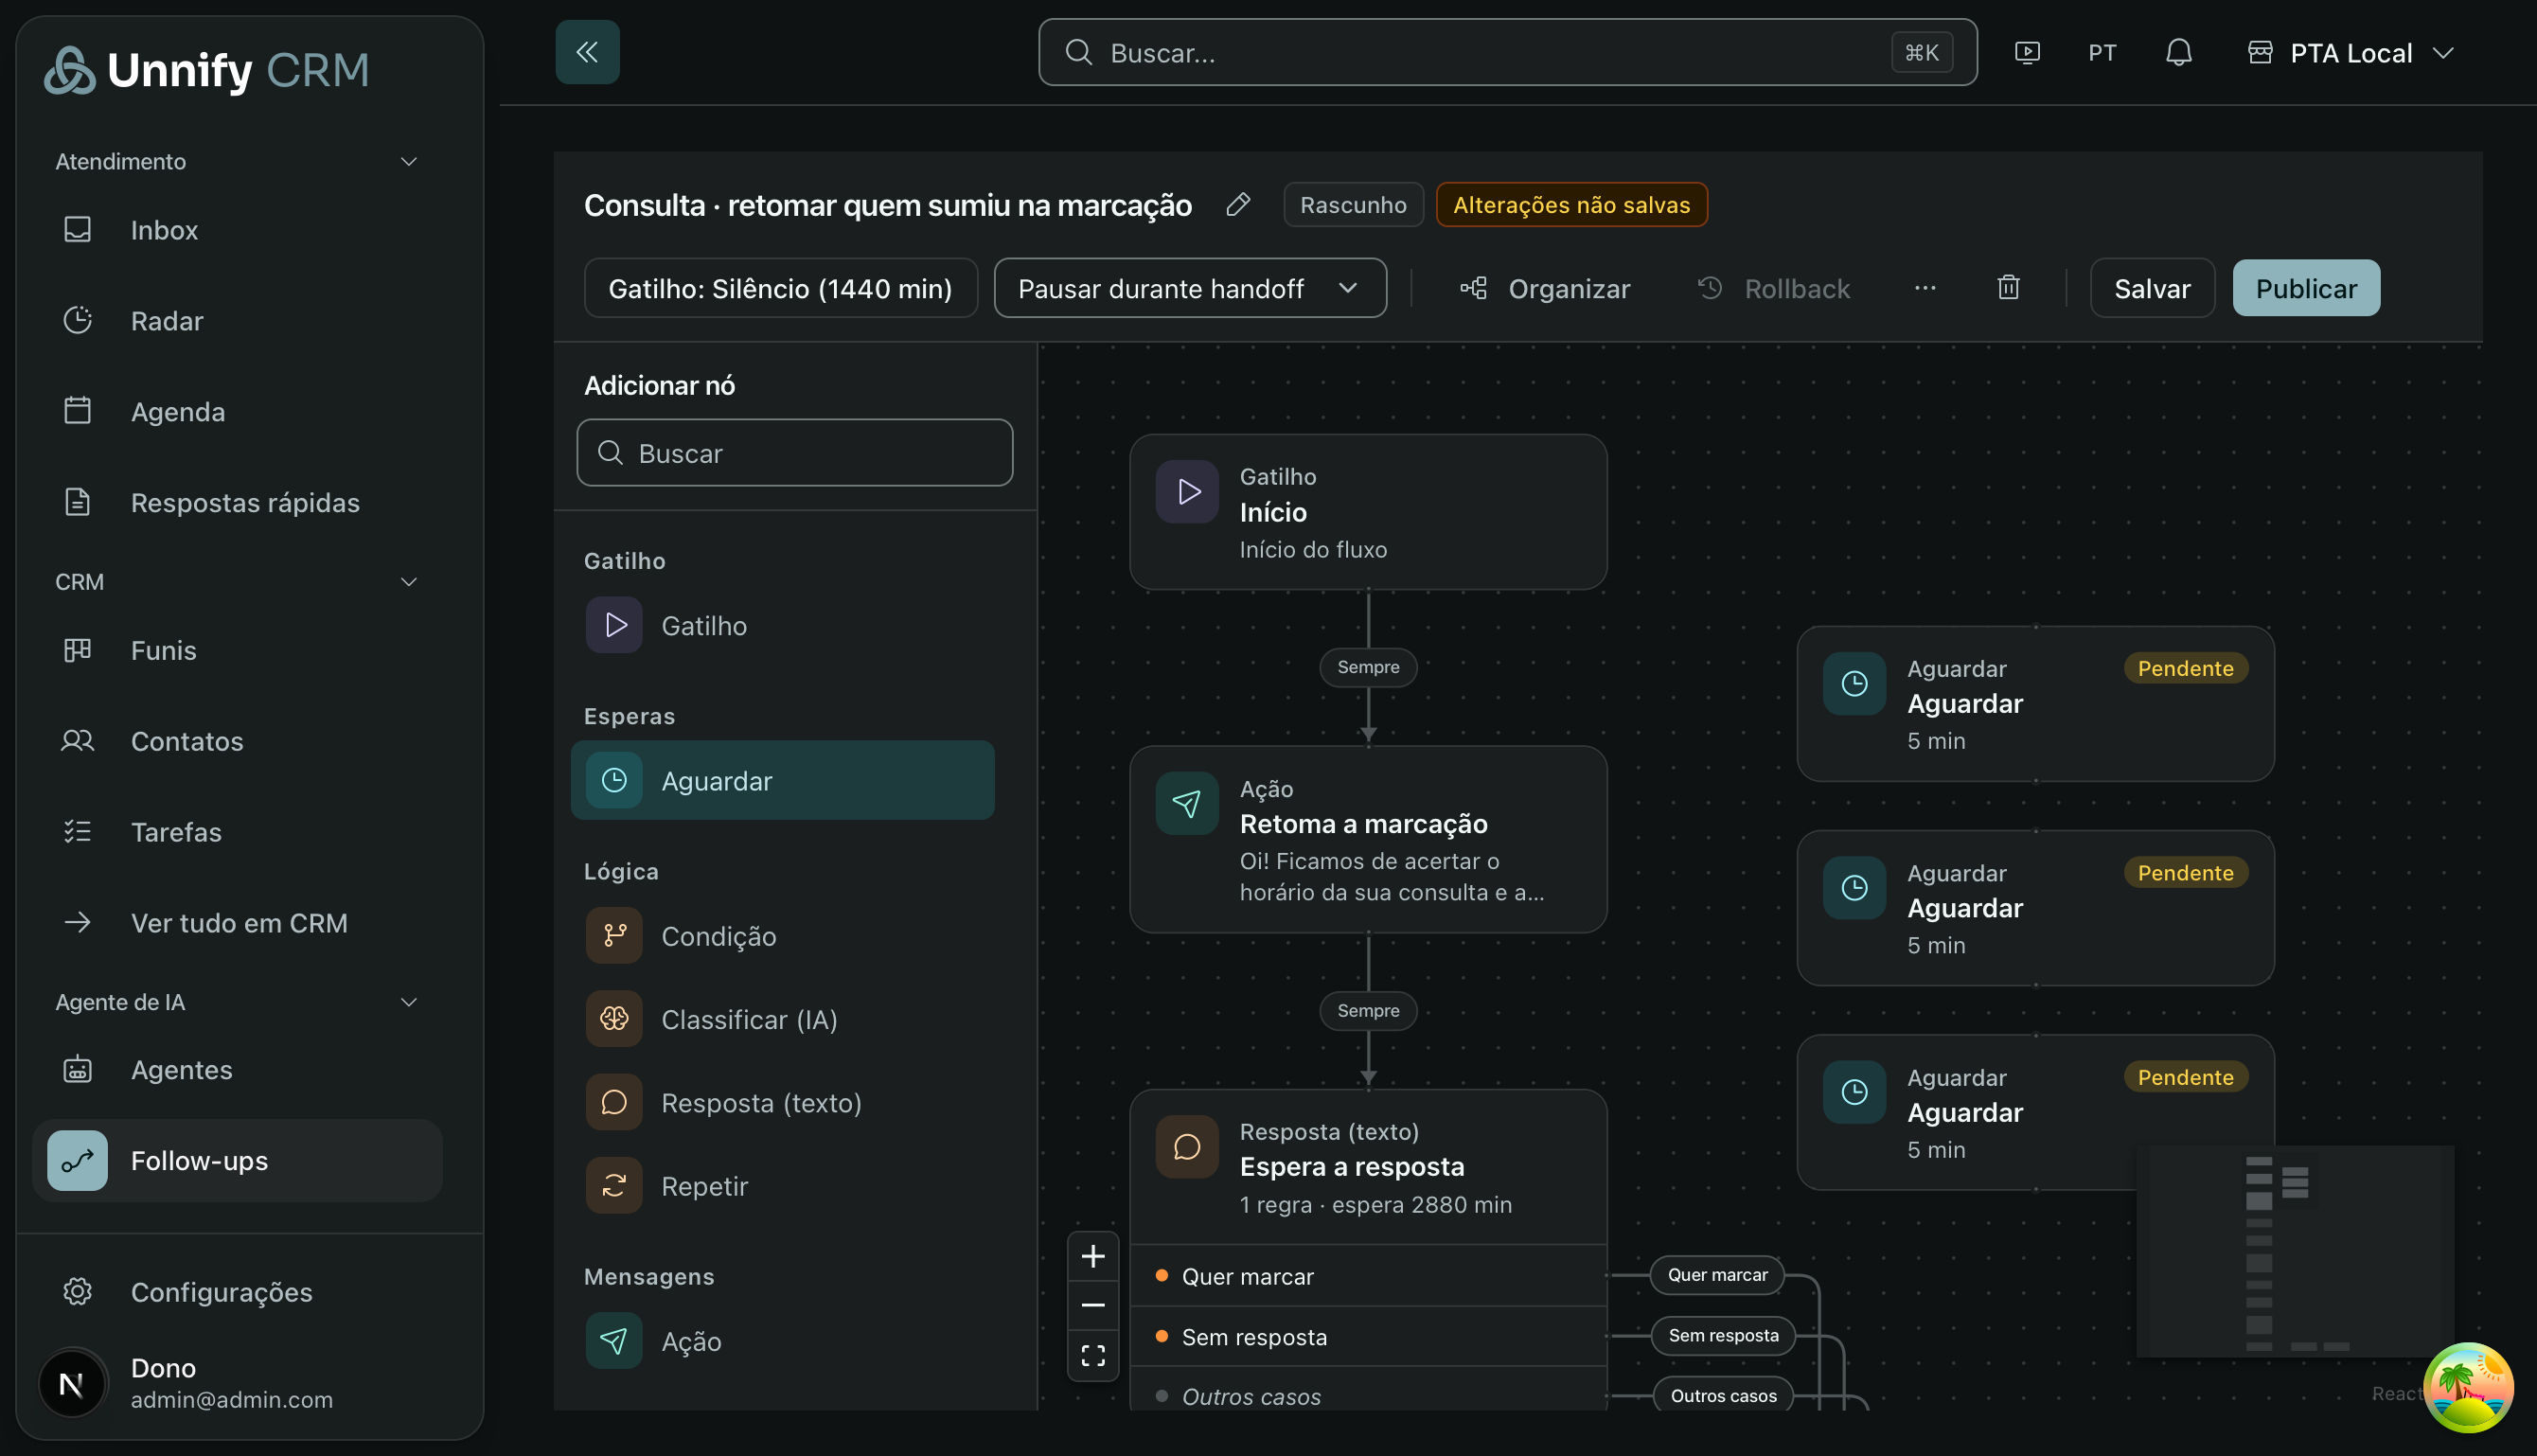 Unnify CRM
Atendimento
Inbox
Radar
Agenda
Respostas rápidas
CRM
Funis
Contatos
Tarefas
Ver tudo em CRM
Agente de IA
Agentes
Follow-ups
Configurações
N
Dono
admin@admin.com
Buscar...
⌘K
PT
PTA Local
Consulta · retomar quem sumiu na marcação
Rascunho
Alterações não salvas
Gatilho: Silêncio (1440 min)
Pausar durante handoff
Organizar
Rollback
Salvar
Publicar
Adicionar nó
Buscar
Gatilho
Gatilho
Esperas
Aguardar
Lógica
Condição
Classificar (IA)
Resposta (texto)
Repetir
Mensagens
Ação
Gatilho
Início
Início do fluxo
Sempre
Ação
Retoma a marcação
Oi! Ficamos de acertar o
horário da sua consulta e a...
Sempre
Resposta (texto)
Espera a resposta
1 regra · espera 2880 min
Quer marcar
Sem resposta
Outros casos
Quer marcar
Sem resposta
Outros casos
Aguardar
Pendente
Aguardar
5 min
Aguardar
Pendente
Aguardar
5 min
Aguardar
Pendente
Aguardar
5 min
React